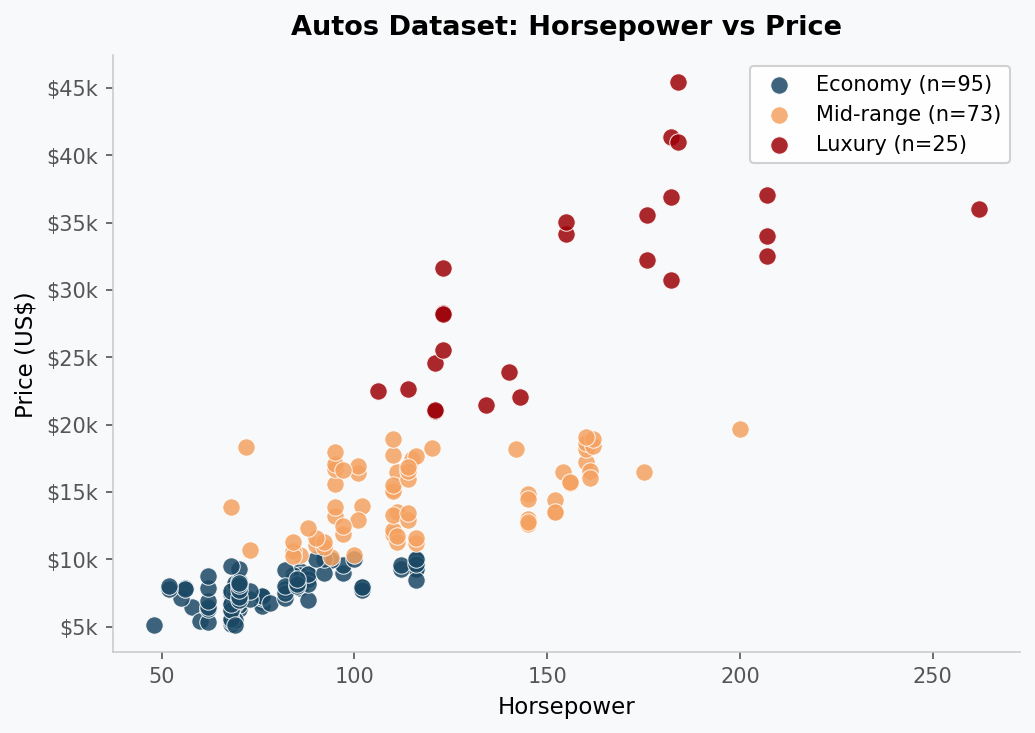 Autos Dataset: Horsepower vs Price
Economy (n=95)
Mid-range (n=73)
Luxury (n=25)
Price (US$)
$45k
$40k
$35k
$30k
$25k
$20k
$15k
$10k
$5k
50 100 150 200 250
Horsepower